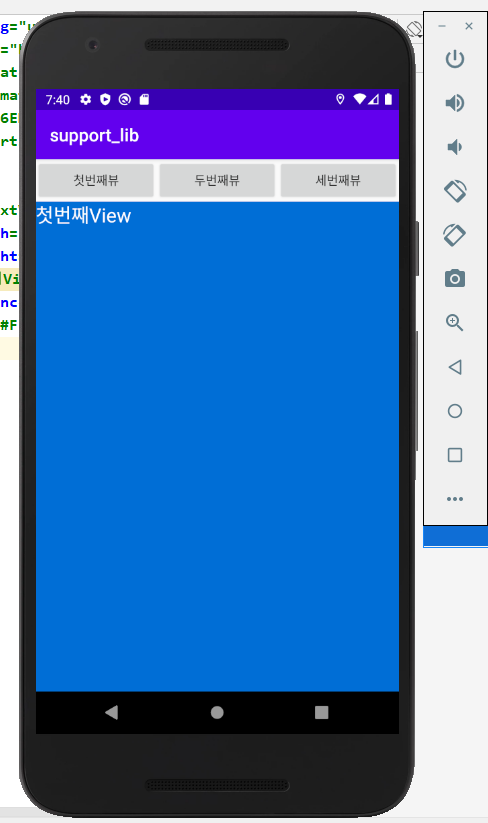 7:40
support_lib
첫번째뷰 두번째뷰 세번째뷰
첫번째View
g="
="
at
ma
6E
rt
xt
h=
ht
Vi
nc
#F